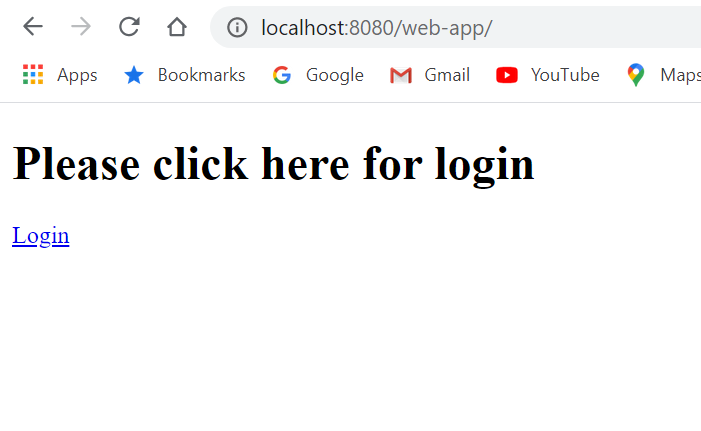 localhost:8080/web-app/
Apps Bookmarks Google Gmail YouTube Maps
Please click here for login
Login